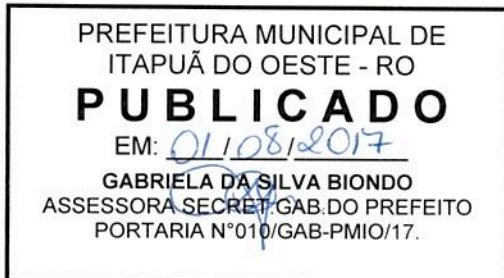 PREFEITURA MUNICIPAL DE
ITAPUÃ DO OESTE - RO
PUBLICADO
EM: 01/08/2017
GABRIELA DA SILVA BIONDO
ASSESSORA SECRET.GAB.DO PREFEITO
PORTARIA N°010/GAB-PMIO/17.